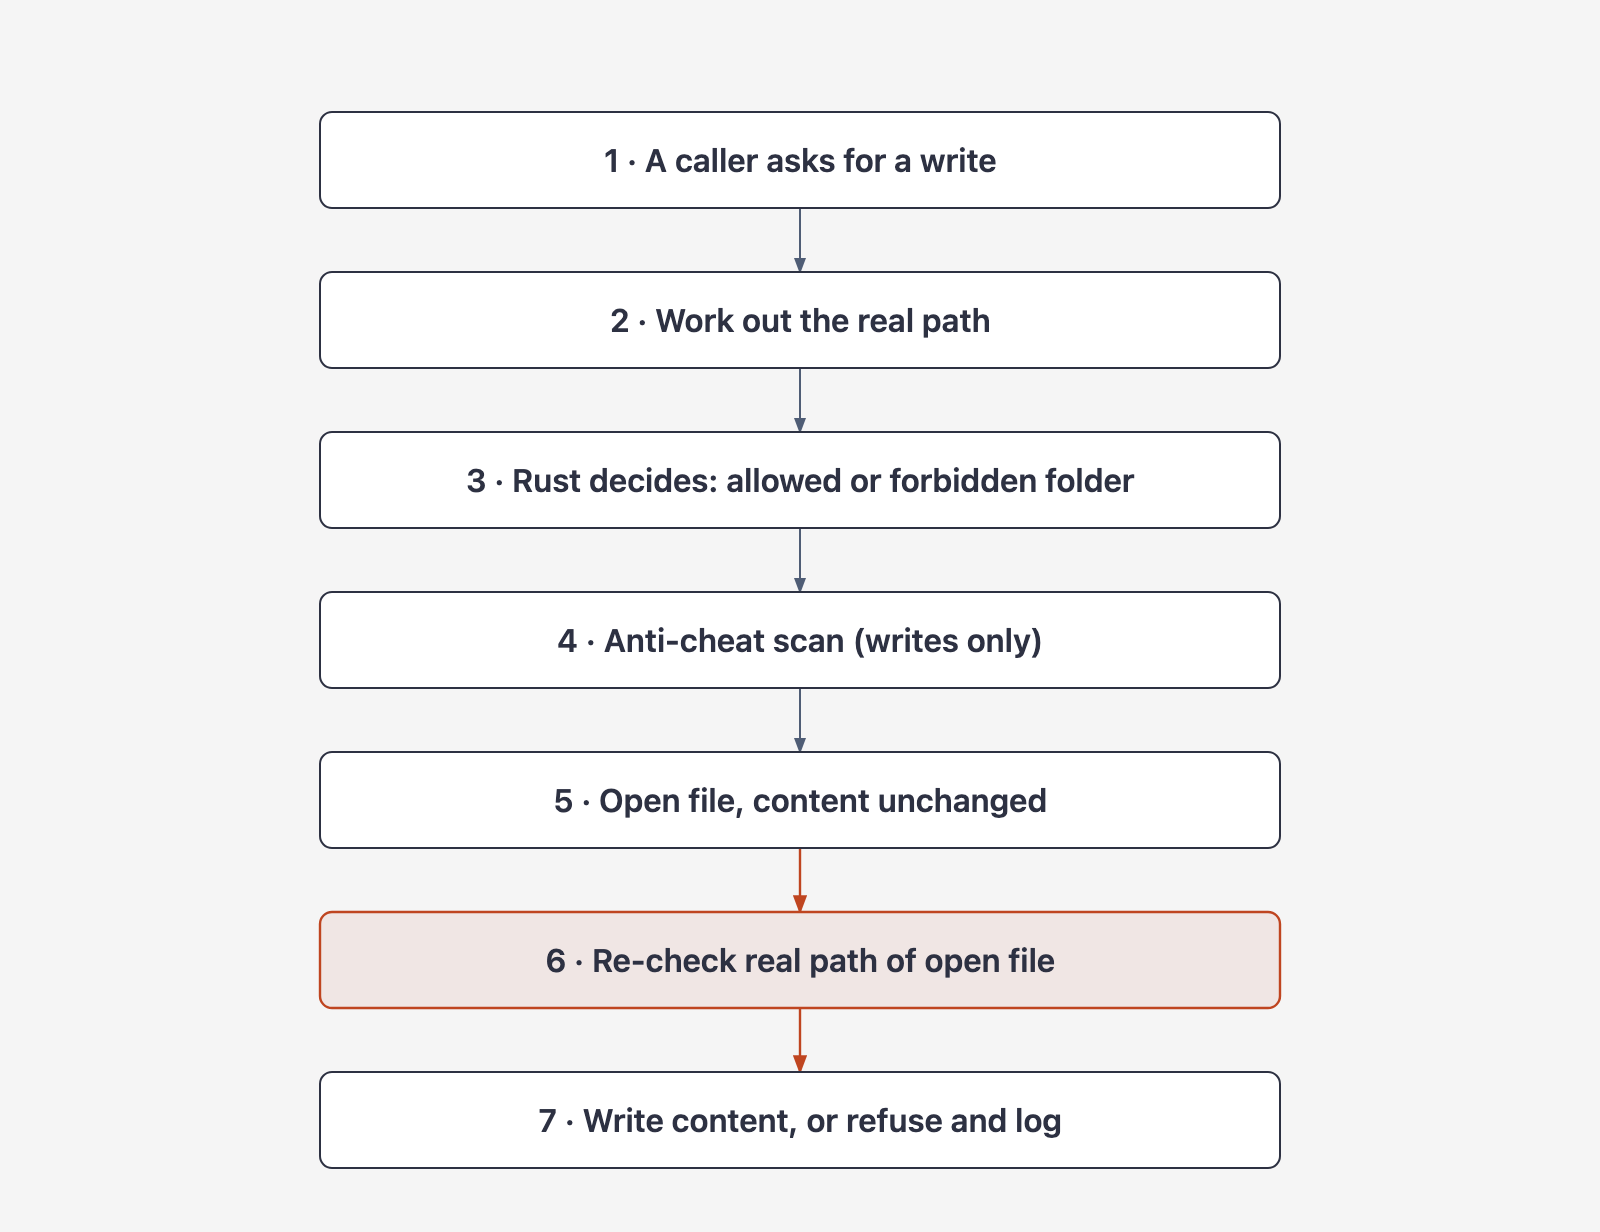 1 · A caller asks for a write
2 · Work out the real path
3 · Rust decides: allowed or forbidden folder
4 · Anti-cheat scan (writes only)
5 · Open file, content unchanged
6 · Re-check real path of open file
7 · Write content, or refuse and log